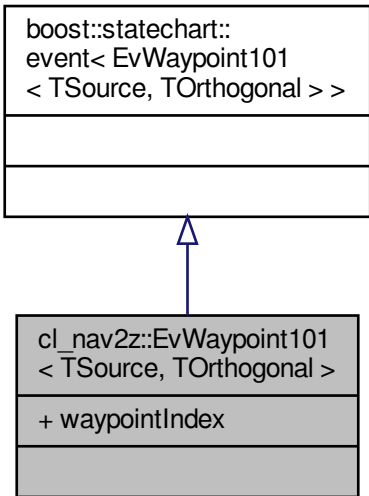 boost::statechart::
event< EvWaypoint101
< TSource, TOrthogonal > >
cl_nav2z::EvWaypoint101
< TSource, TOrthogonal >
+ waypointIndex